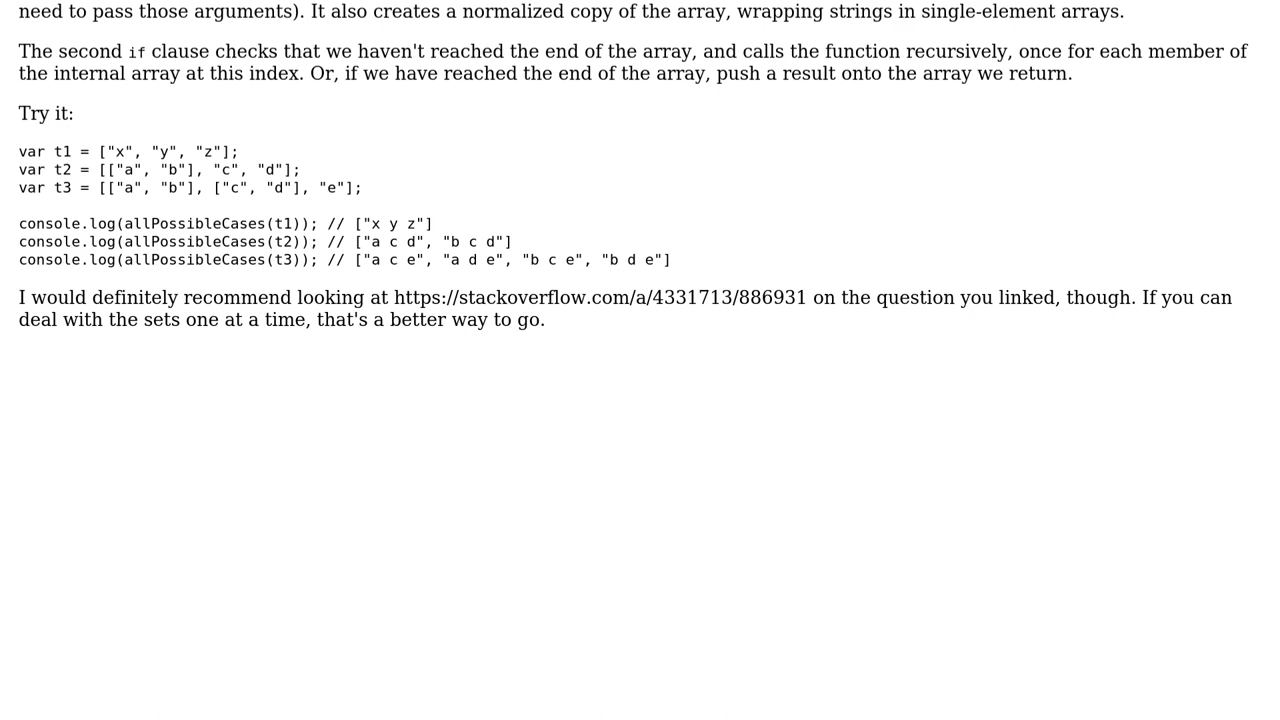 need to pass those arguments). It also creates a normalized copy of the array, wrapping strings in single-element arrays.
The second if clause checks that we haven't reached the end of the array, and calls the function recursively, once for each member of
the internal array at this index. Or, if we have reached the end of the array, push a result onto the array we return.
Try it:
var t1 = ["x", "y", "z"];
var t2 = [["a", "b"], "c", "d"];
var t3 = [["a", "b"], ["c", "d"], "e"];
console.log(allPossibleCases(t1)); // ["x y z"]
console.log(allPossibleCases(t2)); // ["a c d", "b c d"]
console.log(allPossibleCases(t3)); // ["a c e", "a d e", "b c e", "b d e"]
I would definitely recommend looking at https://stackoverflow.com/a/4331713/886931 on the question you linked, though. If you can
deal with the sets one at a time, that's a better way to go.